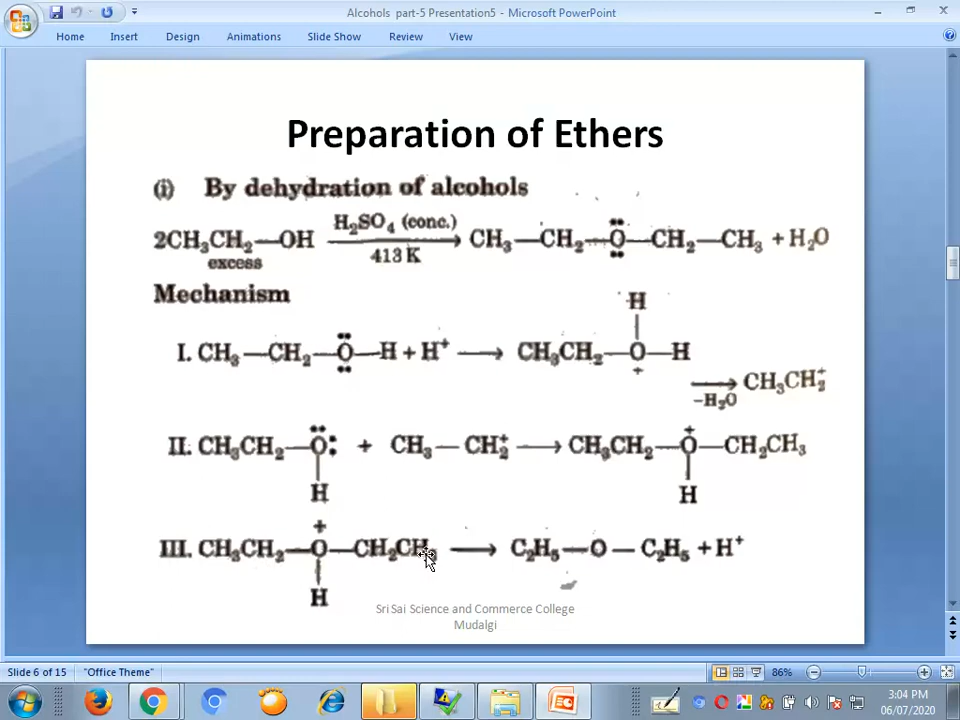 Alcohols part-5 Presentation5 - Microsoft PowerPoint
Home Insert Design Animations Slide Show Review View
Preparation of Ethers
(i) By dehydration of alcohols
H₂SO₄ (conc.)
2CH₃CH₂—OH ⟶ CH₃—CH₂—Ö—CH₂—CH₃ + H₂O
excess 413 K
Mechanism
H
I. CH₃—CH₂—Ö—H + H⁺ ⟶ CH₃CH₂—O—H
+
⟶ CH₃CH₂⁺
−H₂O
II. CH₃CH₂—Ö: + CH₃—CH₂⁺ ⟶ CH₃CH₂—O⁺—CH₂CH₃
H H
+
III. CH₃CH₂—O—CH₂CH₃ ⟶ C₂H₅—O—C₂H₅ + H⁺
H
Sri Sai Science and Commerce College
Mudalgi
Slide 6 of 15 "Office Theme" 86%
3:04 PM
06/07/2020